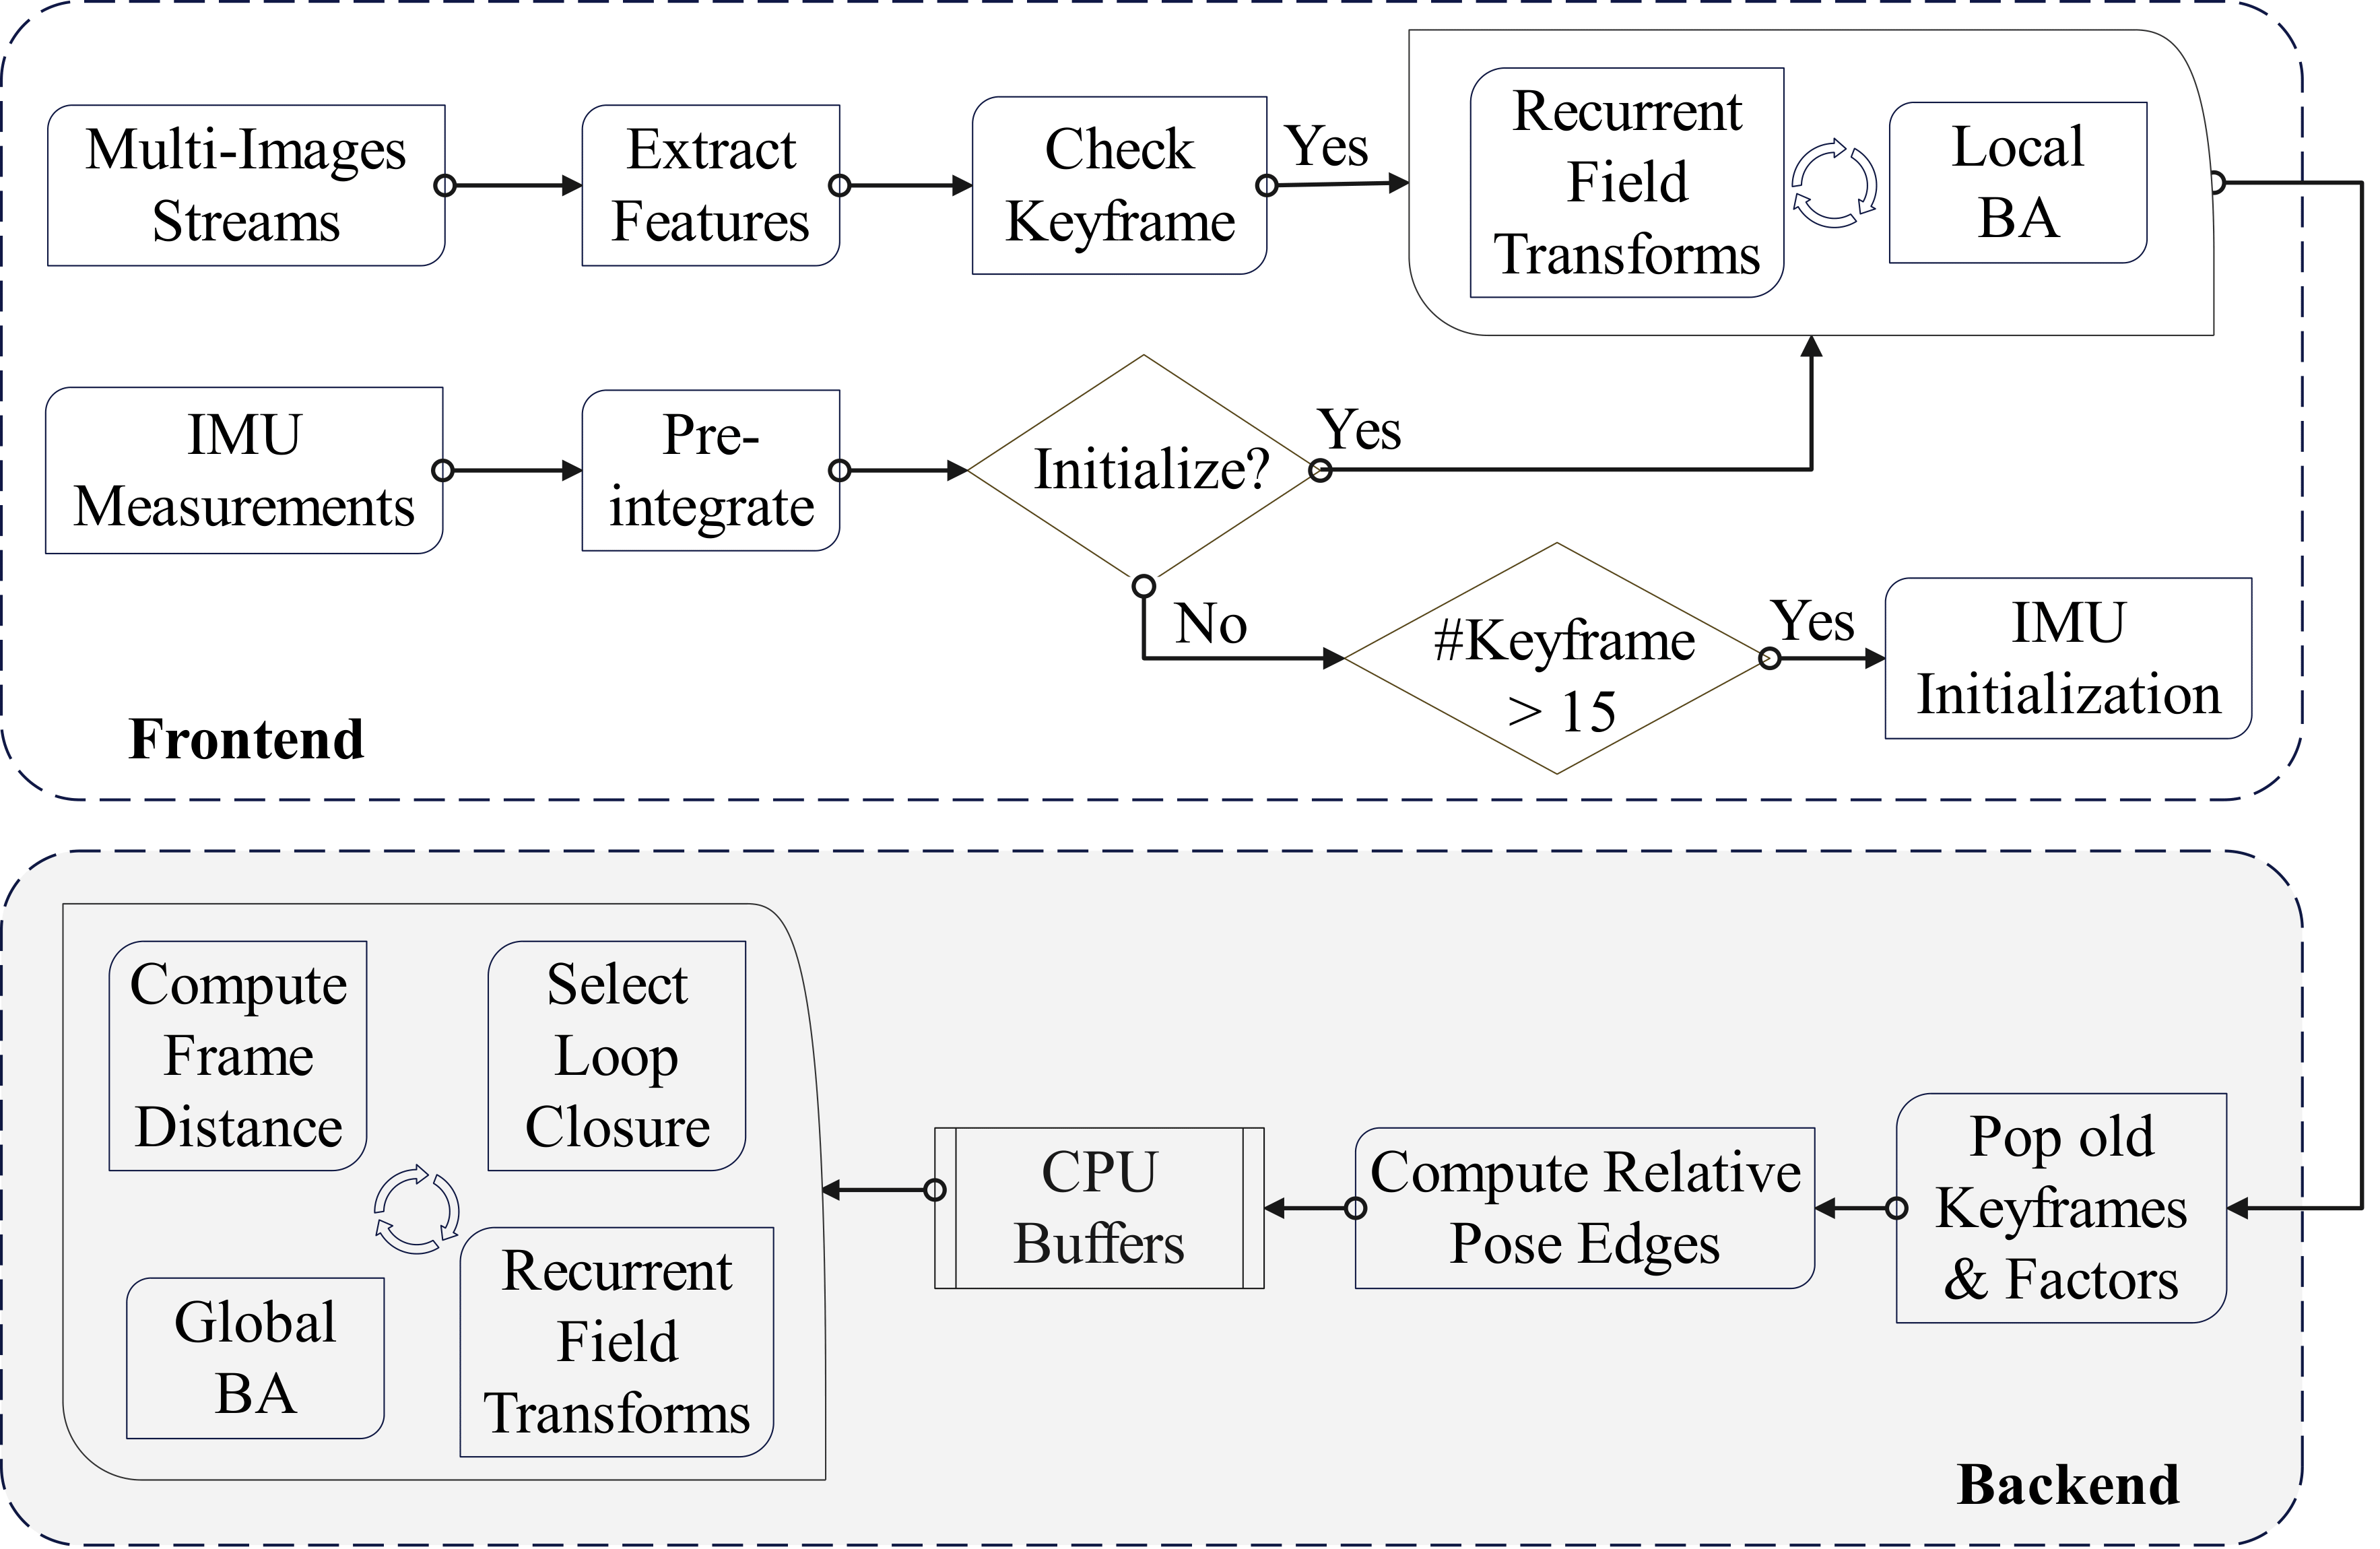 Multi-Images
Streams
Extract
Features
Check
Keyframe
Yes
Recurrent
Field
Transforms
Local
BA
IMU
Measurements
Pre-
integrate
Initialize?
Yes
No
#Keyframe
> 15
Yes
IMU
Initialization
Frontend
Compute
Frame
Distance
Select
Loop
Closure
Global
BA
Recurrent
Field
Transforms
CPU
Buffers
Compute Relative
Pose Edges
Pop old
Keyframes
& Factors
Backend